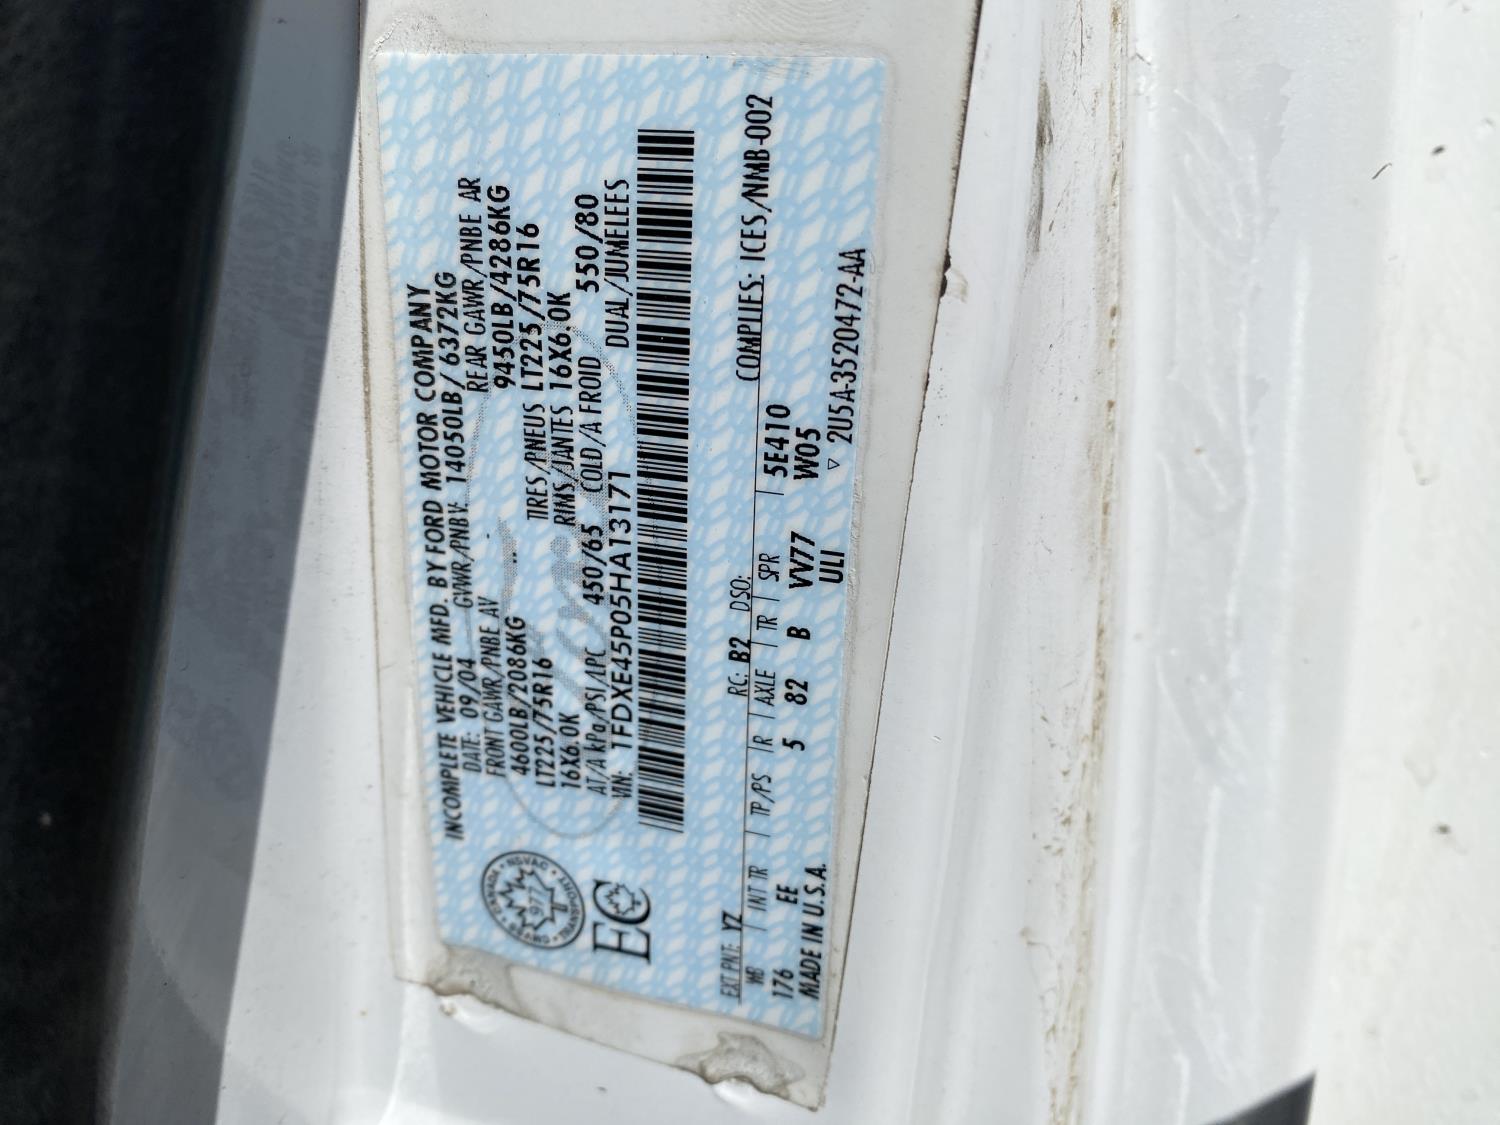 INCOMPLETE VEHICLE MFD. BY FORD MOTOR COMPANY
DATE: 09/04 GVWR/PNBV: 14050LB/ 6372KG
FRONT GAWR/PNBE AV REAR GAWR/PNBE AR
4600LB/2086KG 9450LB/4286KG
LT225/75R16 TIRES/PNEUS LT225/75R16
16X6.0K RIMS/JANTES 16X6.0K
AT/A kPa/PSI/LPC 450/65 COLD/A FROID 550/80
VIN: 1FDXE45P05HA13171 DUAL/JUMELEES
CANADA NSVAC
977
TRANSPORT
EC
EXT PNT: YZ RC: B2 DSO: COMPLIES: ICES/NMB-002
WB INT TR TP/PS R AXLE TR SPR 5E410
176 EE 5 82 B VV77 W05
MADE IN U.S.A. ULI
▽ 2U5A-3520472-AA